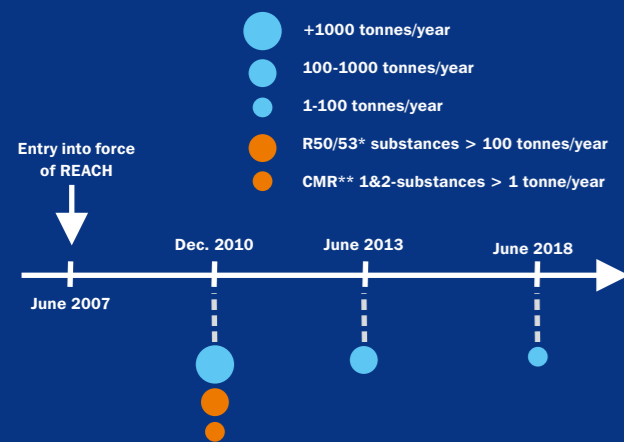 +1000 tonnes/year
100-1000 tonnes/year
1-100 tonnes/year
R50/53* substances > 100 tonnes/year
CMR** 1&2-substances > 1 tonne/year
Entry into force
of REACH
Dec. 2010
June 2013
June 2018
June 2007